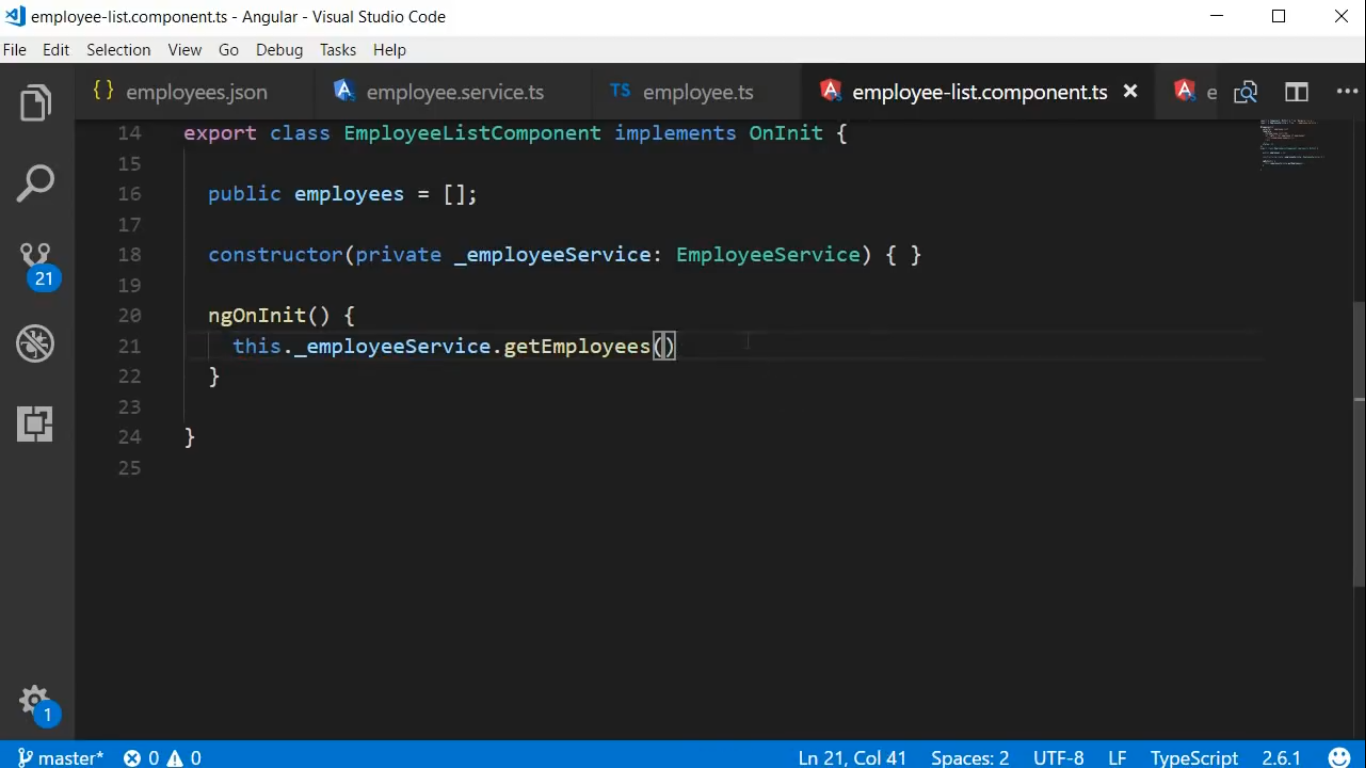 employee-list.component.ts - Angular - Visual Studio Code
File Edit Selection View Go Debug Tasks Help
{} employees.json employee.service.ts TS employee.ts employee-list.component.ts e
14 export class EmployeeListComponent implements OnInit {
15
16 public employees = [];
17
18 constructor(private _employeeService: EmployeeService) { }
19
20 ngOnInit() {
21 this._employeeService.getEmployees()
22 }
23
24 }
25
21
1
master* 0 0 Ln 21, Col 41 Spaces: 2 UTF-8 LF TypeScript 2.6.1